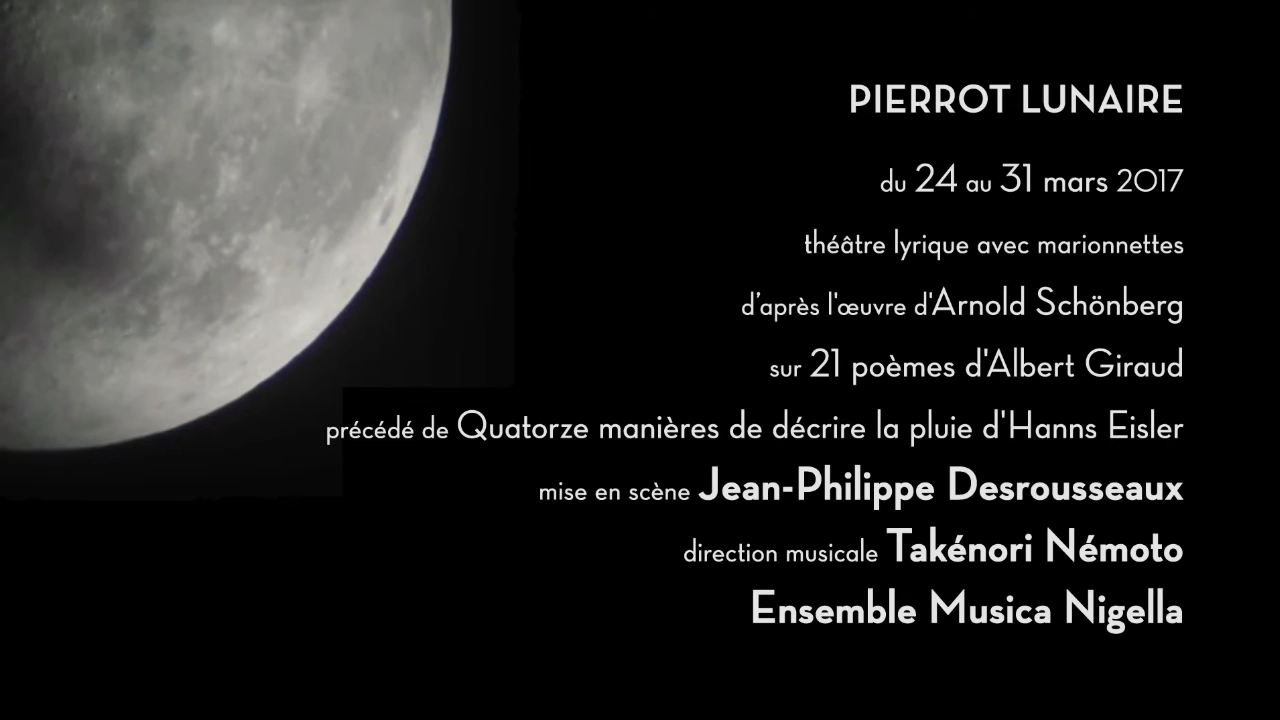 PIERROT LUNAIRE
du 24 au 31 mars 2017
théâtre lyrique avec marionnettes
d’après l'œuvre d'Arnold Schönberg
sur 21 poèmes d'Albert Giraud
précédé de Quatorze manières de décrire la pluie d'Hanns Eisler
mise en scène Jean-Philippe Desrousseaux
direction musicale Takénori Némoto
Ensemble Musica Nigella